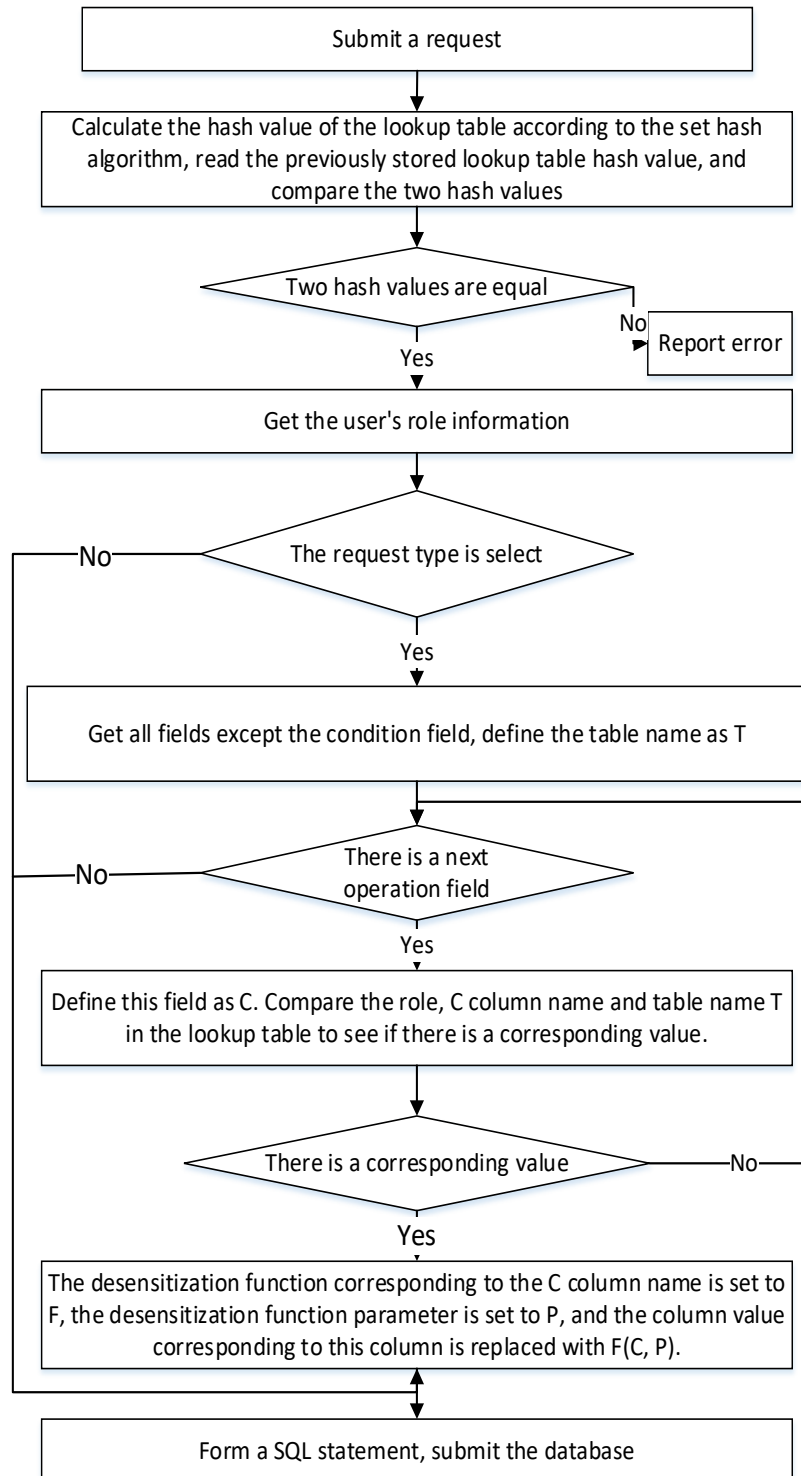 Submit a request
Calculate the hash value of the lookup table according to the set hash
algorithm, read the previously stored lookup table hash value, and
compare the two hash values
Two hash values are equal
No
Report error
Yes
Get the user's role information
No
The request type is select
Yes
Get all fields except the condition field, define the table name as T
There is a next
operation field
No
Yes
Define this field as C. Compare the role, C column name and table name T
in the lookup table to see if there is a corresponding value.
There is a corresponding value
No
Yes
The desensitization function corresponding to the C column name is set to
F, the desensitization function parameter is set to P, and the column value
corresponding to this column is replaced with F(C, P).
Form a SQL statement, submit the database